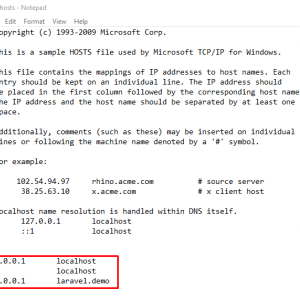 hosts - Notepad
opyright (c) 1993-2009 Microsoft Corp.
his is a sample HOSTS file used by Microsoft TCP/IP for Windows.
his file contains the mappings of IP addresses to host names. Each
ntry should be kept on an individual line. The IP address should
e placed in the first column followed by the corresponding host name
he IP address and the host name should be separated by at least one
pace.
dditionally, comments (such as these) may be inserted on individual
ines or following the machine name denoted by a '#' symbol.
or example:
102.54.94.97 rhino.acme.com # source server
38.25.63.10 x.acme.com # x client host
ocalhost name resolution is handled within DNS itself.
127.0.0.1 localhost
::1 localhost
.0.0.1 localhost
localhost
.0.0.1 laravel.demo